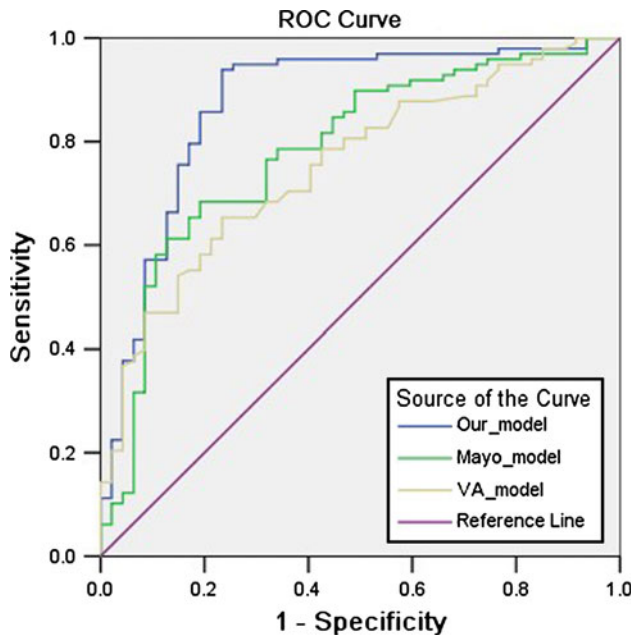 ROC Curve
1.0
0.8
0.6
0.4
0.2
0.0
Sensitivity
Source of the Curve
Our_model
Mayo_model
VA_model
Reference Line
0.0 0.2 0.4 0.6 0.8 1.0
1 - Specificity